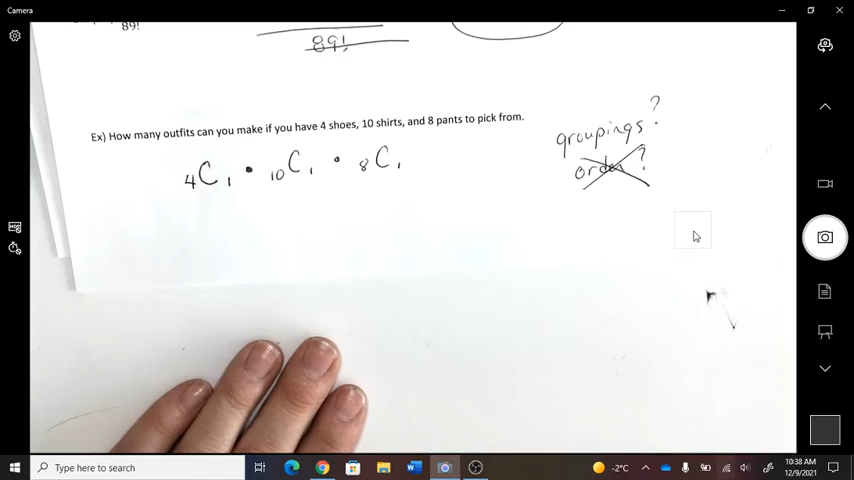 Camera
89!
89!
Ex) How many outfits can you make if you have 4 shoes, 10 shirts, and 8 pants to pick from.
groupings?
order?
₄C₁ • ₁₀C₁ • ₈C₁
Type here to search
-2°C
10:38 AM
12/9/2021